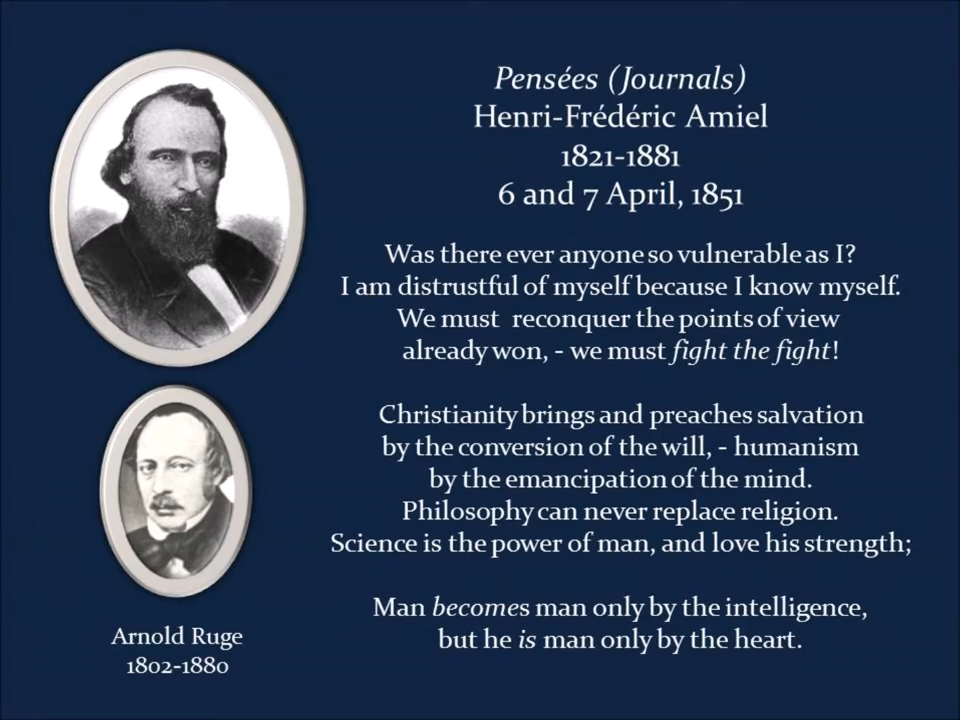 Pensées (Journals)
Henri-Frédéric Amiel
1821-1881
6 and 7 April, 1851
Was there ever anyone so vulnerable as I?
I am distrustful of myself because I know myself.
We must reconquer the points of view
already won, - we must fight the fight!
Christianity brings and preaches salvation
by the conversion of the will, - humanism
by the emancipation of the mind.
Philosophy can never replace religion.
Science is the power of man, and love his strength;
Man becomes man only by the intelligence,
but he is man only by the heart.
Arnold Ruge
1802-1880